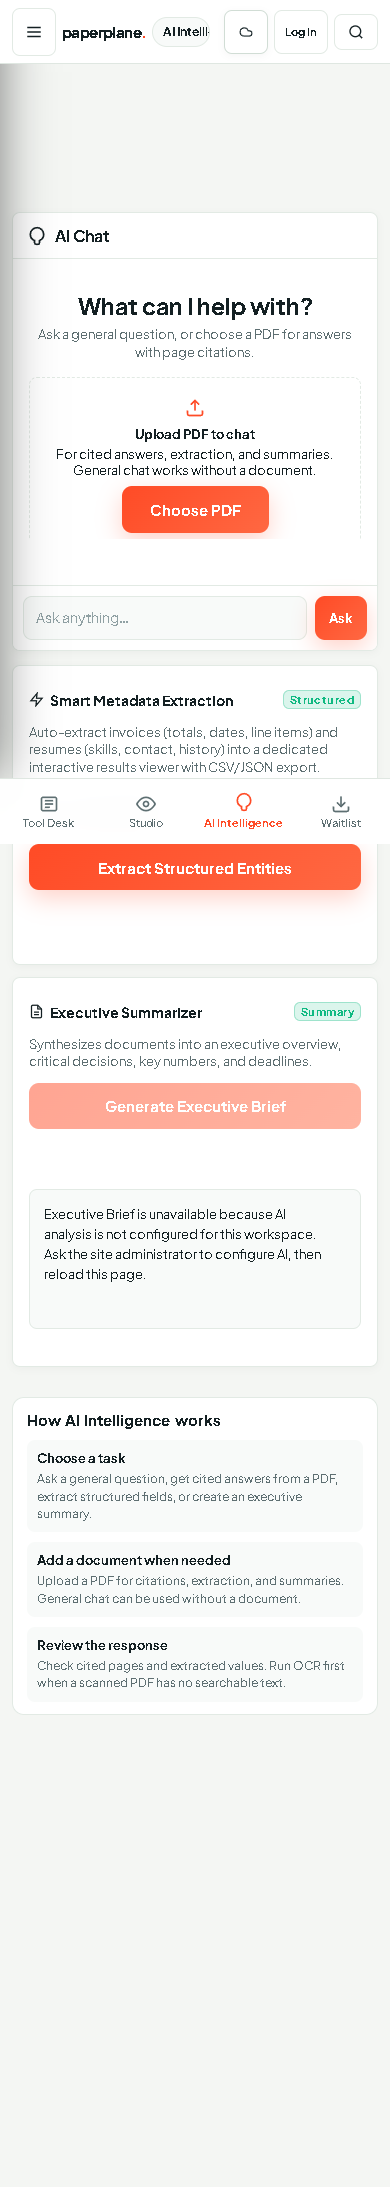 paperplane.
AI Intelli
Log In
AI Chat
What can I help with?
Ask a general question, or choose a PDF for answers
with page citations.
Upload PDF to chat
For cited answers, extraction, and summaries.
General chat works without a document.
Choose PDF
Ask anything...
Ask
Smart Metadata Extraction
Structured
Auto-extract invoices (totals, dates, line items) and
resumes (skills, contact, history) into a dedicated
interactive results viewer with CSV/JSON export.
Tool Desk
Studio
AI Intelligence
Waitlist
Extract Structured Entities
Executive Summarizer
Summary
Synthesizes documents into an executive overview,
critical decisions, key numbers, and deadlines.
Generate Executive Brief
Executive Brief is unavailable because AI
analysis is not configured for this workspace.
Ask the site administrator to configure AI, then
reload this page.
How AI Intelligence works
Choose a task
Ask a general question, get cited answers from a PDF,
extract structured fields, or create an executive
summary.
Add a document when needed
Upload a PDF for citations, extraction, and summaries.
General chat can be used without a document.
Review the response
Check cited pages and extracted values. Run OCR first
when a scanned PDF has no searchable text.